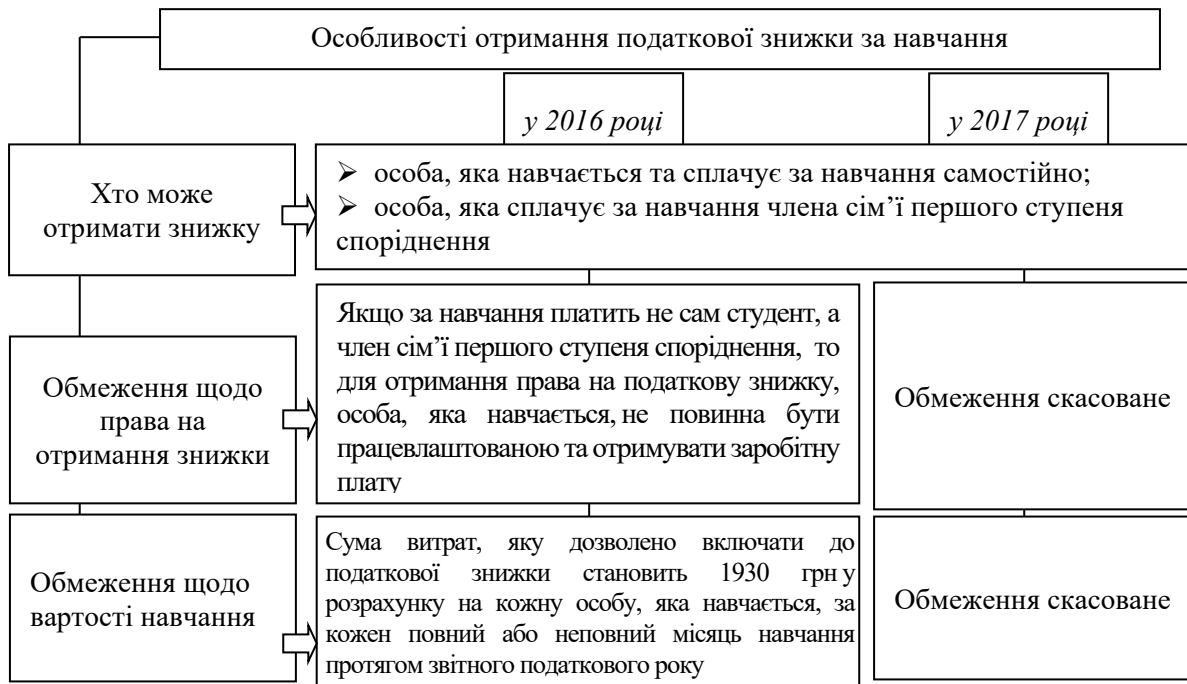 Особливості отримання податкової знижки за навчання
у 2016 році
у 2017 році
Хто може
отримати знижку
➢ особа, яка навчається та сплачує за навчання самостійно;
➢ особа, яка сплачує за навчання члена сім’ї першого ступеня
споріднення
Обмеження щодо
права на
отримання знижки
Якщо за навчання платить не сам студент, а
член сім’ї першого ступеня споріднення, то
для отримання права на податкову знижку,
особа, яка навчається, не повинна бути
працевлаштованою та отримувати заробітну
плату
Обмеження скасоване
Обмеження щодо
вартості навчання
Сума витрат, яку дозволено включати до
податкової знижки становить 1930 грн у
розрахунку на кожну особу, яка навчається, за
кожен повний або неповний місяць навчання
протягом звітного податкового року
Обмеження скасоване